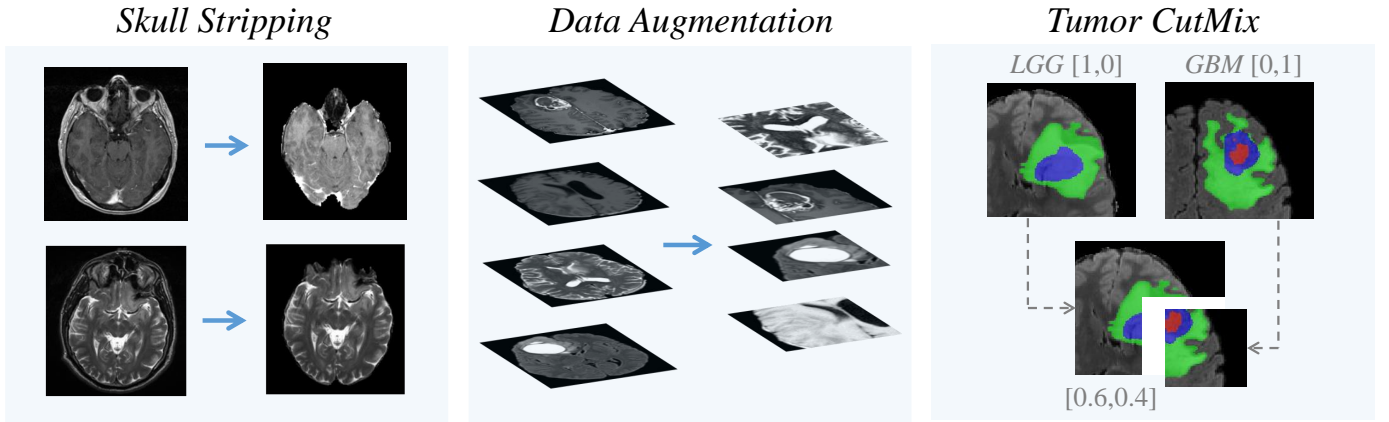 Skull Stripping
Data Augmentation
Tumor CutMix
LGG [1,0]
GBM [0,1]
[0.6,0.4]